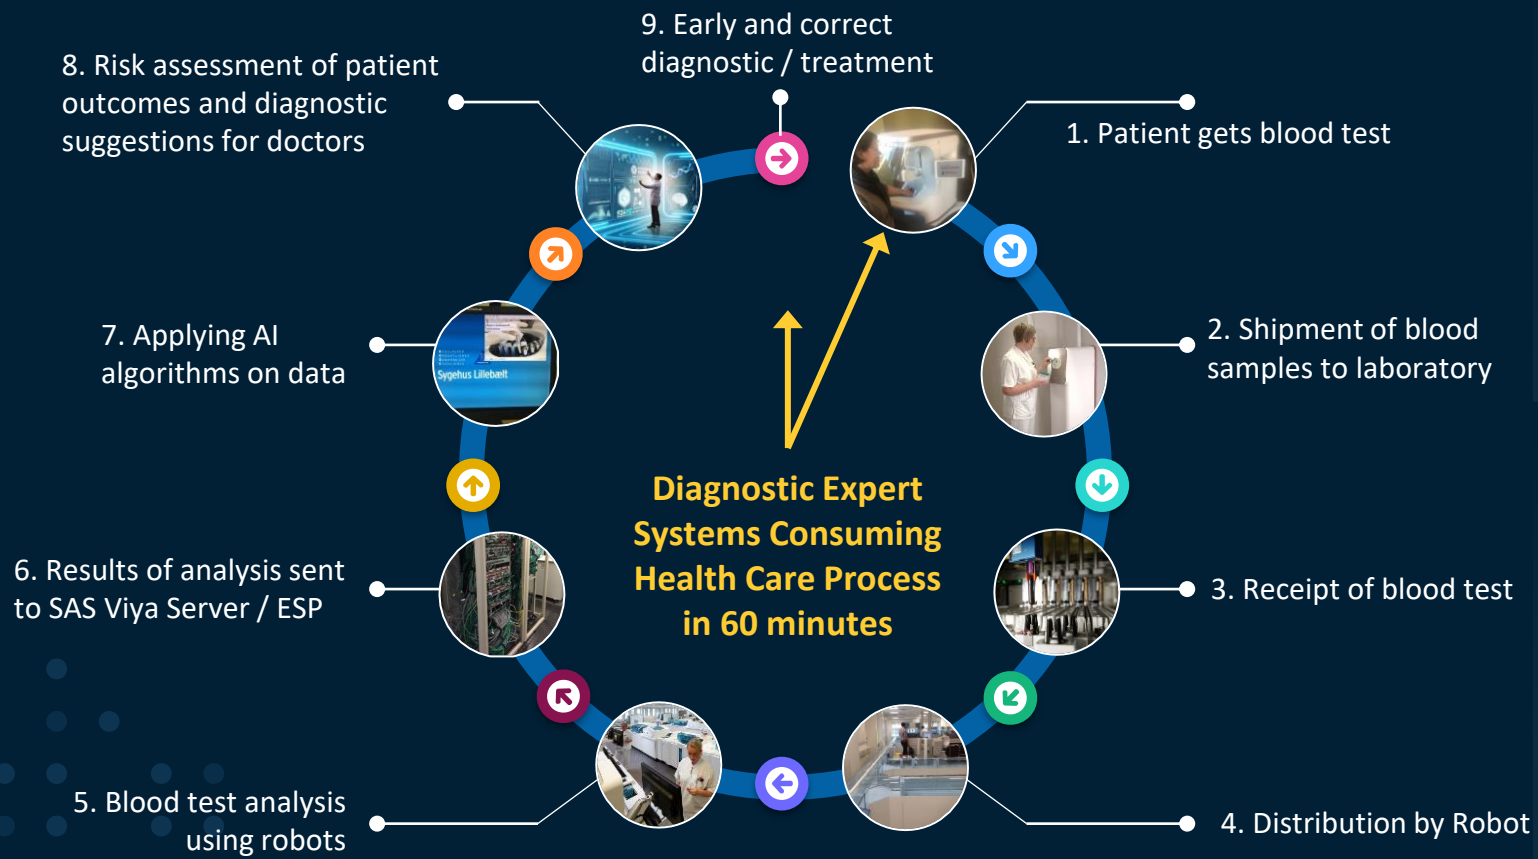 9. Early and correct
diagnostic / treatment
8. Risk assessment of patient
outcomes and diagnostic
suggestions for doctors
1. Patient gets blood test
2. Shipment of blood
samples to laboratory
7. Applying AI
algorithms on data
Sygehus Lillebælt
Diagnostic Expert
Systems Consuming
Health Care Process
in 60 minutes
6. Results of analysis sent
to SAS Viya Server / ESP
3. Receipt of blood test
5. Blood test analysis
using robots
4. Distribution by Robot